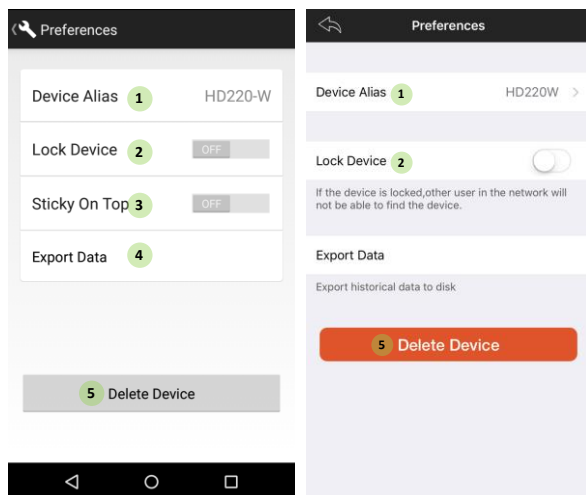 Preferences
Device Alias 1 HD220-W
Lock Device 2 OFF
Sticky On Top 3 OFF
Export Data 4
5 Delete Device
Preferences
Device Alias 1 HD220W
Lock Device 2
If the device is locked,other user in the network will
not be able to find the device.
Export Data
Export historical data to disk
5 Delete Device